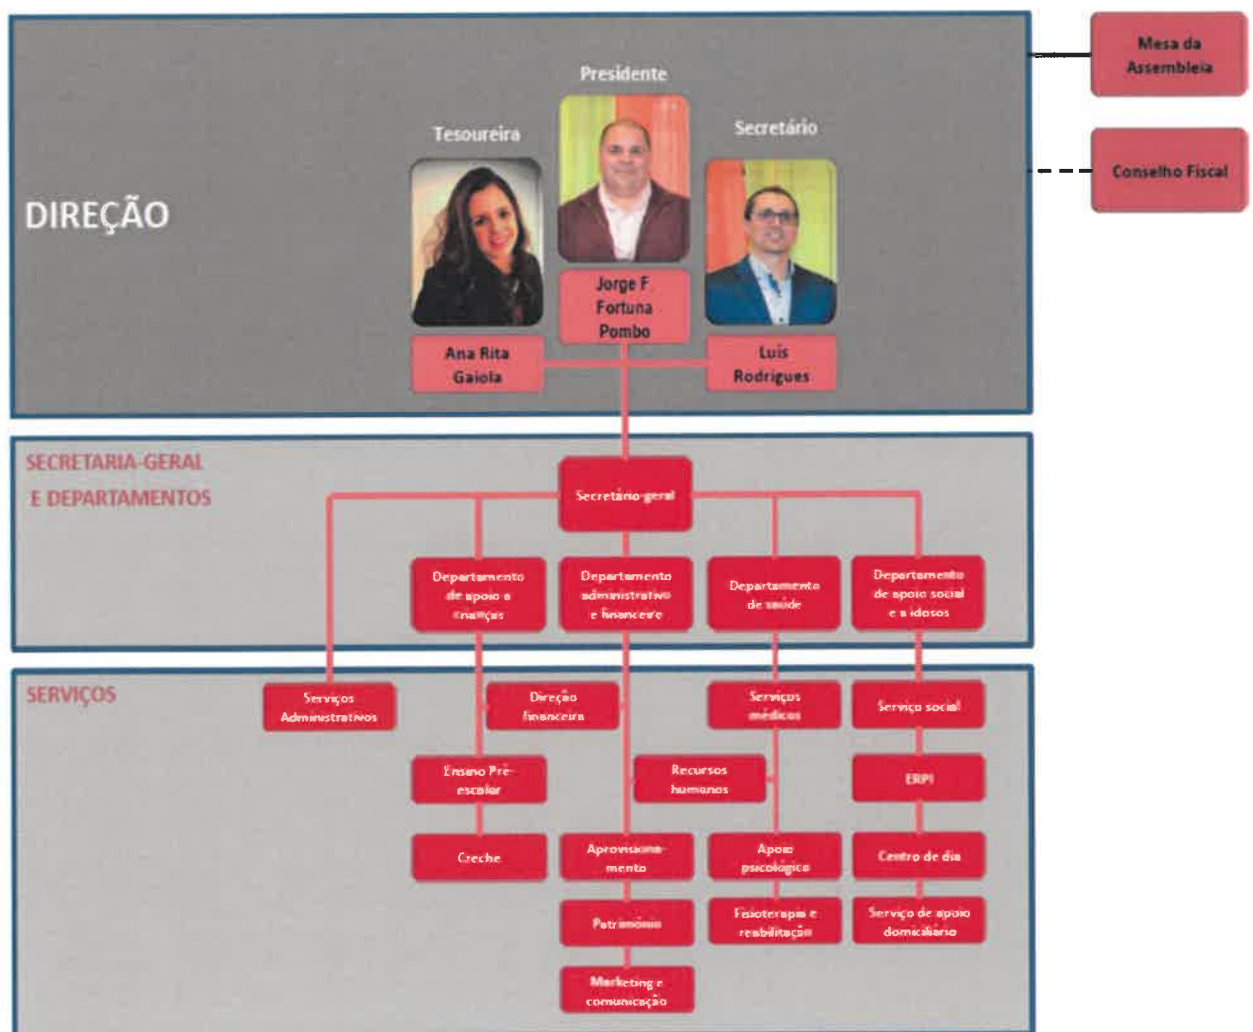 Mesa da
Assembleia
Conselho Fiscal
DIREÇÃO
Presidente
Tesoureira
Secretário
Jorge F
Fortuna
Pombo
Ana Rita
Gaiola
Luís
Rodrigues
SECRETARIA-GERAL
E DEPARTAMENTOS
Secretário-geral
Departamento
de apoio a
crianças
Departamento
administrativo
e financeiro
Departamento
de saúde
Departamento
de apoio social
e a idosos
SERVIÇOS
Serviços
Administrativos
Direção
financeira
Serviços
médicos
Serviço social
Ensino Pré-
escolar
Recursos
humanos
ERPI
Creche
Aprovisiona-
mento
Apoio
psicológico
Centro de dia
Património
Fisioterapia e
reabilitação
Serviço de apoio
domiciliário
Marketing e
comunicação